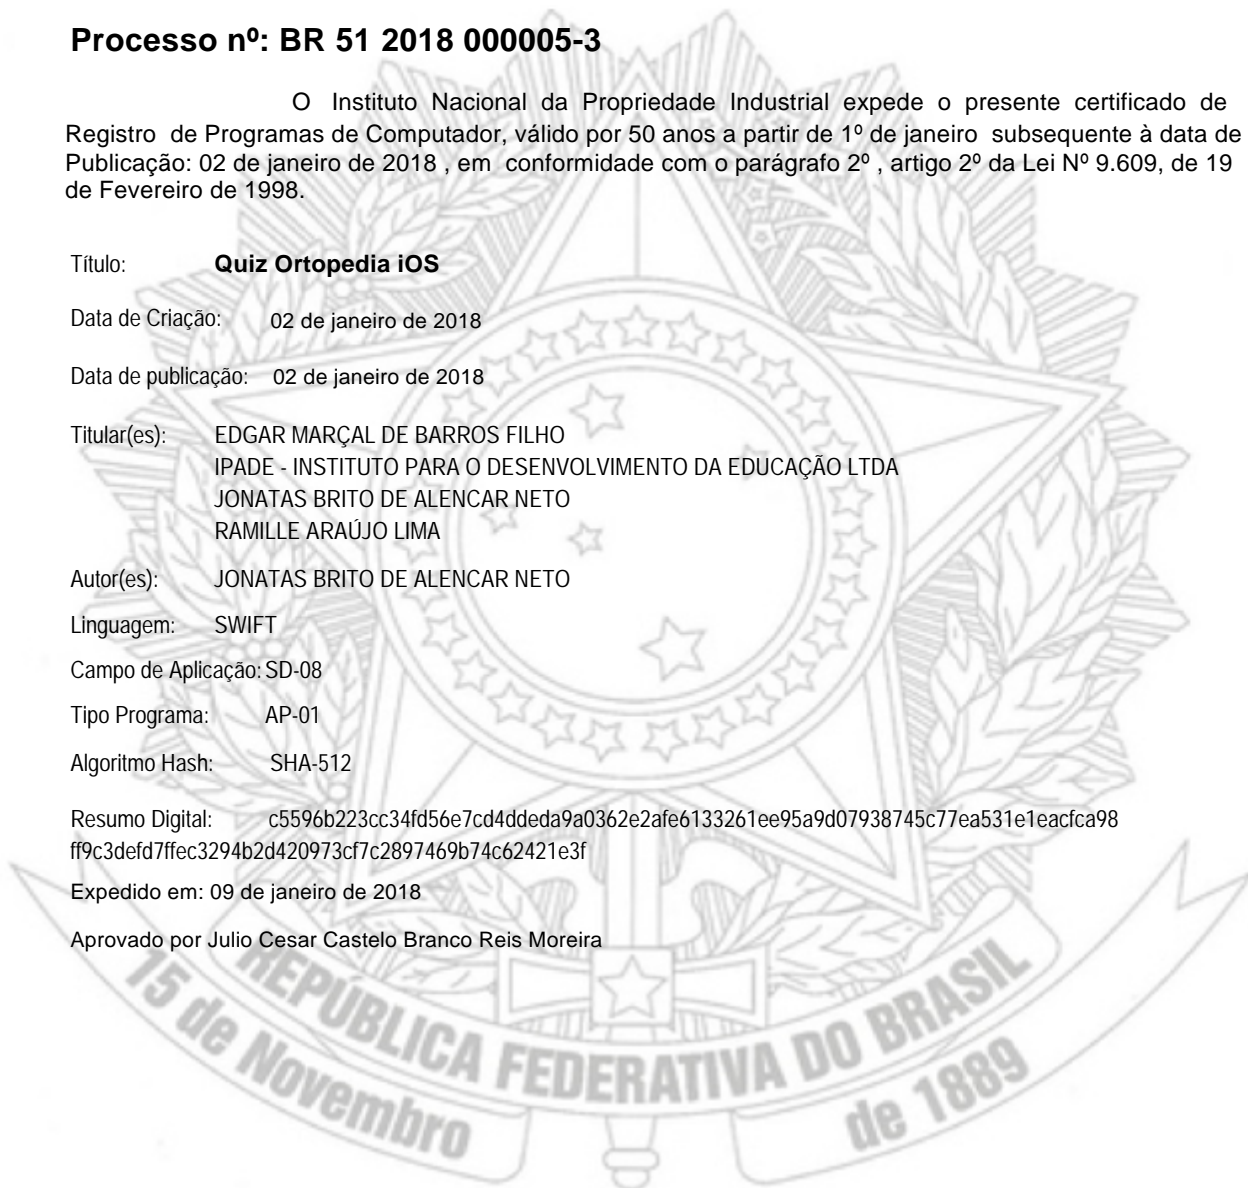 Processo nº: BR 51 2018 000005-3
O Instituto Nacional da Propriedade Industrial expede o presente certificado de
Registro de Programas de Computador, válido por 50 anos a partir de 1º de janeiro subsequente à data de
Publicação: 02 de janeiro de 2018 , em conformidade com o parágrafo 2º , artigo 2º da Lei Nº 9.609, de 19
de Fevereiro de 1998.
Título: Quiz Ortopedia iOS
Data de Criação: 02 de janeiro de 2018
Data de publicação: 02 de janeiro de 2018
Titular(es): EDGAR MARÇAL DE BARROS FILHO
IPADE - INSTITUTO PARA O DESENVOLVIMENTO DA EDUCAÇÃO LTDA
JONATAS BRITO DE ALENCAR NETO
RAMILLE ARAÚJO LIMA
Autor(es): JONATAS BRITO DE ALENCAR NETO
Linguagem: SWIFT
Campo de Aplicação: SD-08
Tipo Programa: AP-01
Algoritmo Hash: SHA-512
Resumo Digital: c5596b223cc34fd56e7cd4ddeda9a0362e2afe6133261ee95a9d07938745c77ea531e1eacfca98
ff9c3defd7ffec3294b2d420973cf7c2897469b74c62421e3f
Expedido em: 09 de janeiro de 2018
Aprovado por Julio Cesar Castelo Branco Reis Moreira
REPÚBLICA FEDERATIVA DO BRASIL
15 de Novembro de 1889